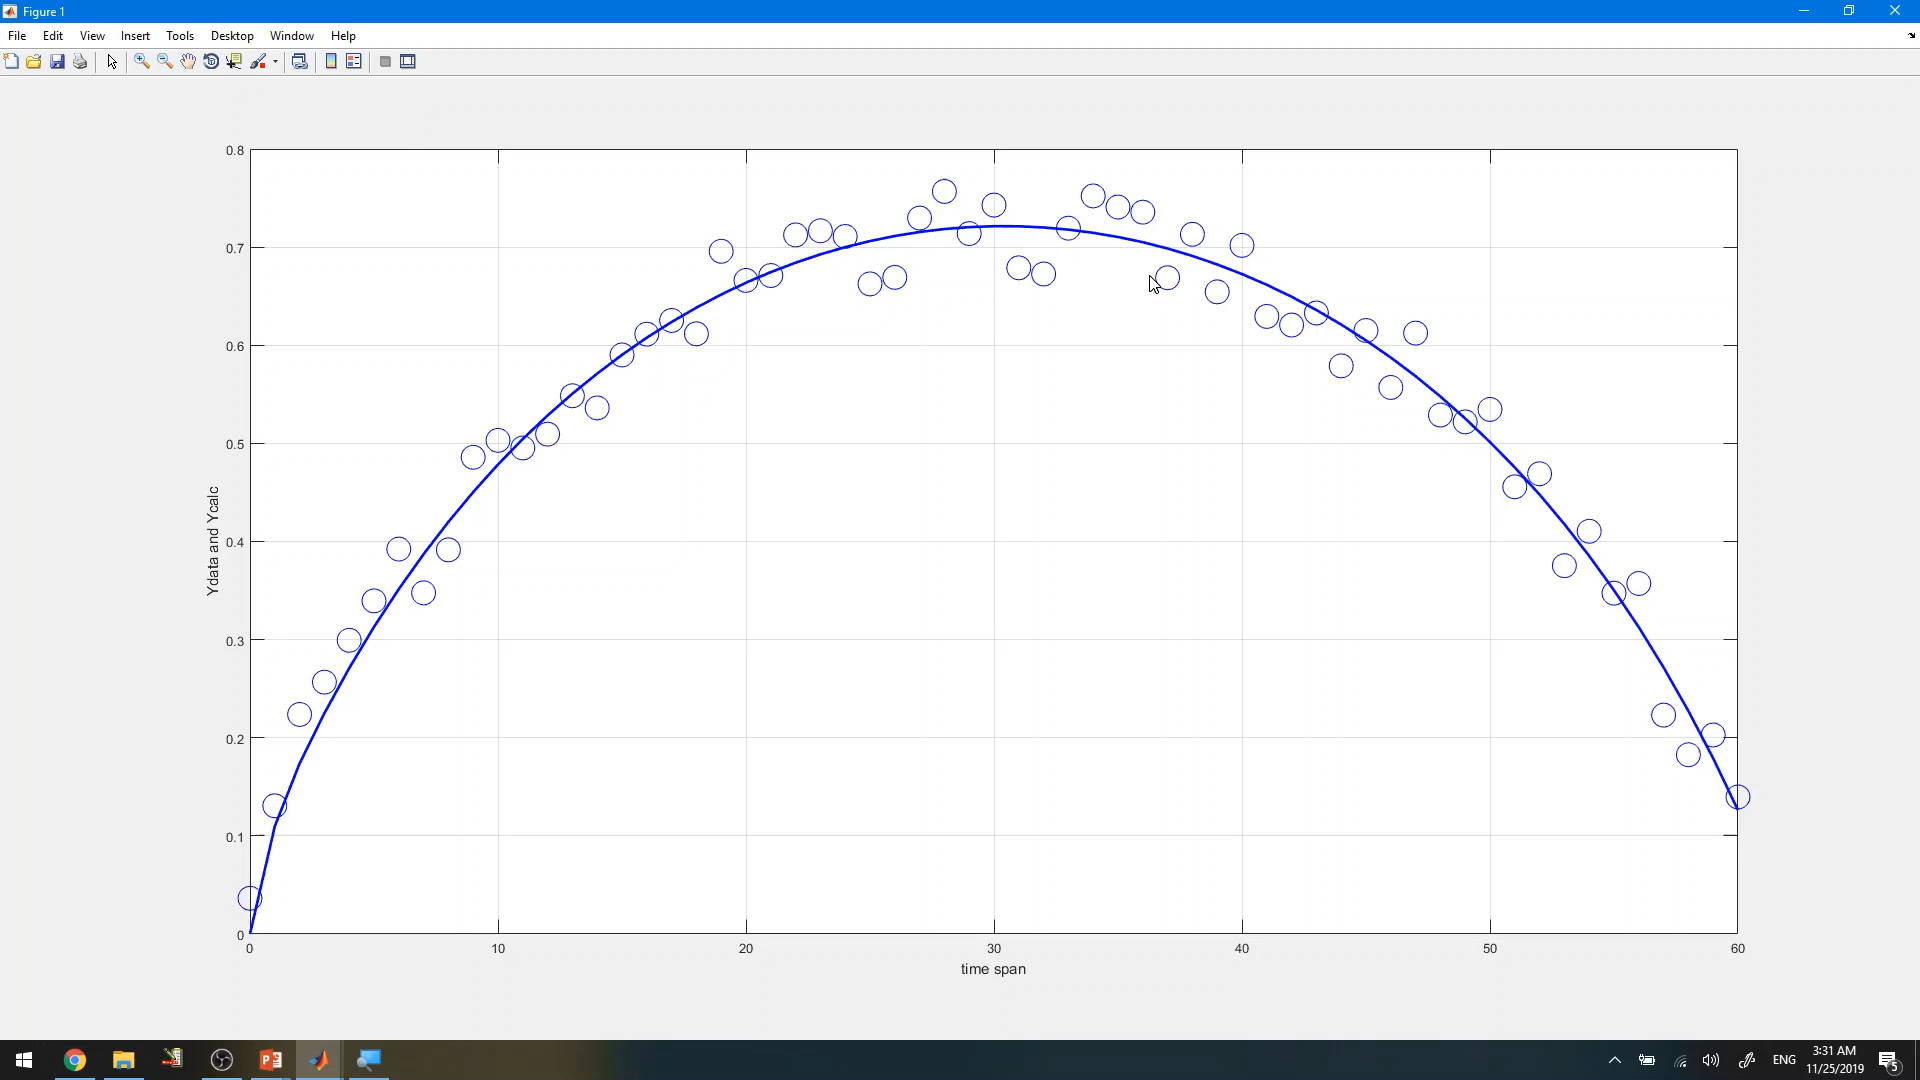 Figure 1
File Edit View Insert Tools Desktop Window Help
0.8
0.7
0.6
0.5
0.4
0.3
0.2
0.1
0
Ydata and Ycalc
0 10 20 30 40 50 60
time span
ENG
3:31 AM
11/25/2019
5